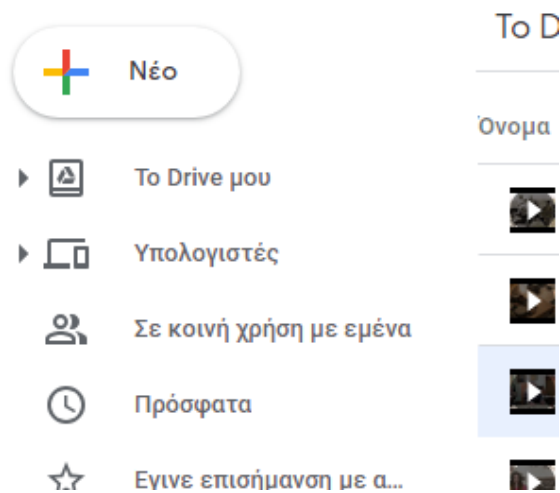 Το D
Νέο
Όνομα
Το Drive μου
Υπολογιστές
Σε κοινή χρήση με εμένα
Πρόσφατα
Εγινε επισήμανση με α...